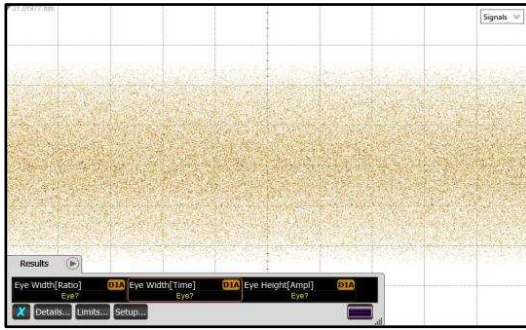 Signals
Results
Eye Width[Ratio] D1A Eye Width[Time] D1A Eye Height[Ampl] D1A
Eye? Eye? Eye?
X Details... Limits... Setup...